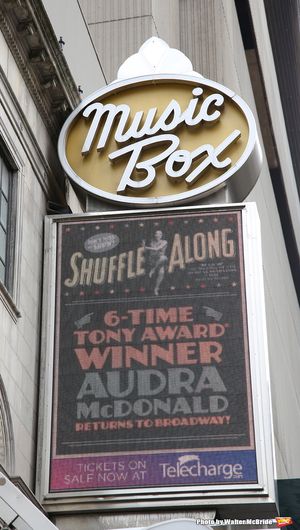 Music
Box
SHUFFLE ALONG
6-TIME
TONY AWARD®
WINNER
AUDRA
McDONALD
RETURNS TO BROADWAY!
TICKETS ON
SALE NOW AT
Telecharge
Photo by Walter McBride